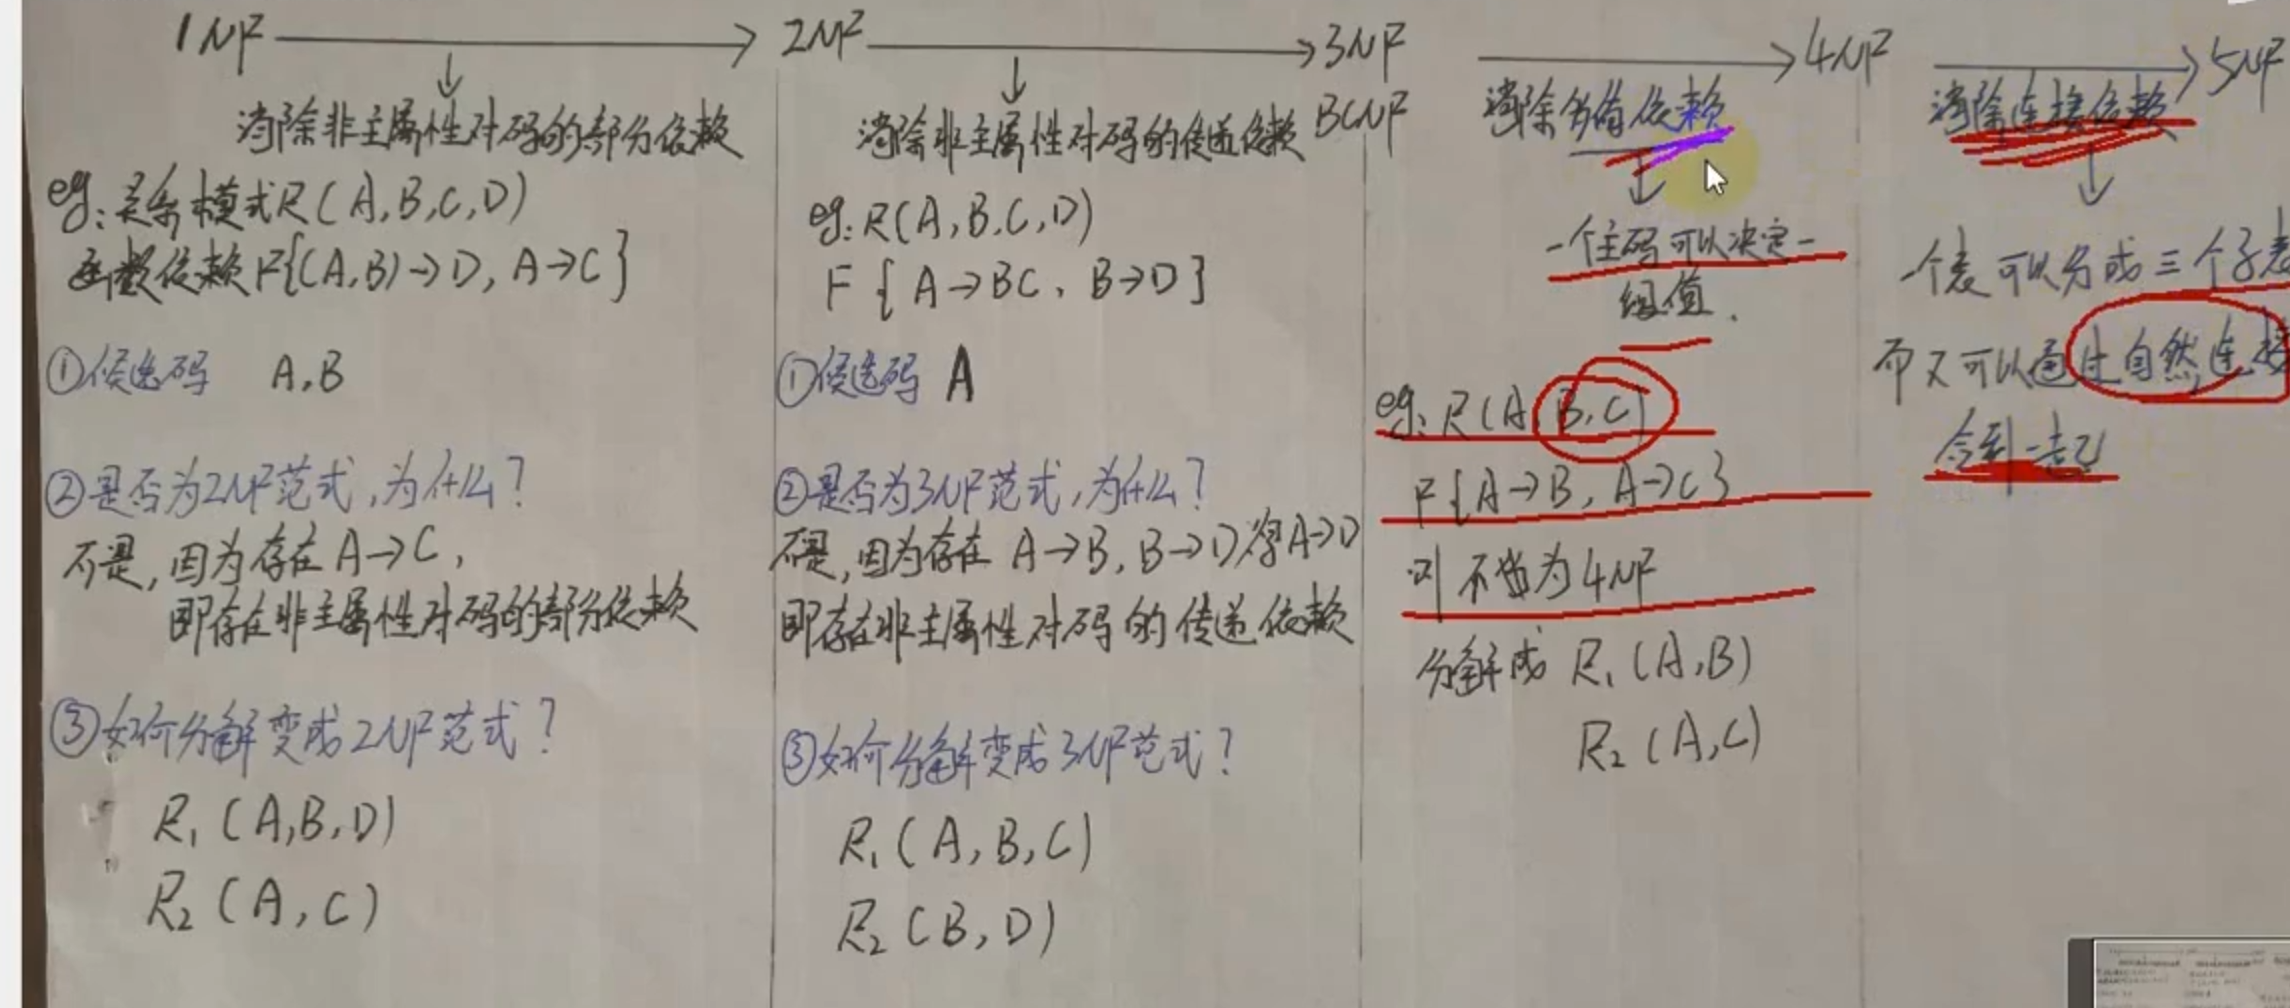 1NF → 2NF → 3NF
BCNF
→ 4NF → 5NF
↓
消除非主属性对码的部分依赖
eg:关系模式R(A,B,C,D)
函数依赖F{(A,B)→D, A→C}
①候选码 A,B
②是否为2NF范式,为什么?
不是,因为存在A→C,
即存在非主属性对码的部分依赖
③如何分解变成2NF范式?
R₁(A,B,D)
R₂(A,C)
↓
消除非主属性对码的传递依赖
eg:R(A,B,C,D)
F{A→BC、B→D}
①候选码 A
②是否为3NF范式,为什么?
不是,因为存在A→B,B→D得A→D
即存在非主属性对码的传递依赖
③如何分解变成3NF范式?
R₁(A,B,C)
R₂(B,D)
消除多值依赖
↓
一个主码可以决定一
组值.
eg:R(A,B,C)
F{A→B,A→C}
则不为4NF
分解成 R₁(A,B)
R₂(A,C)
消除连接依赖
↓
一个表可以分成三个子表
而又可以通过自然连接
合到一起